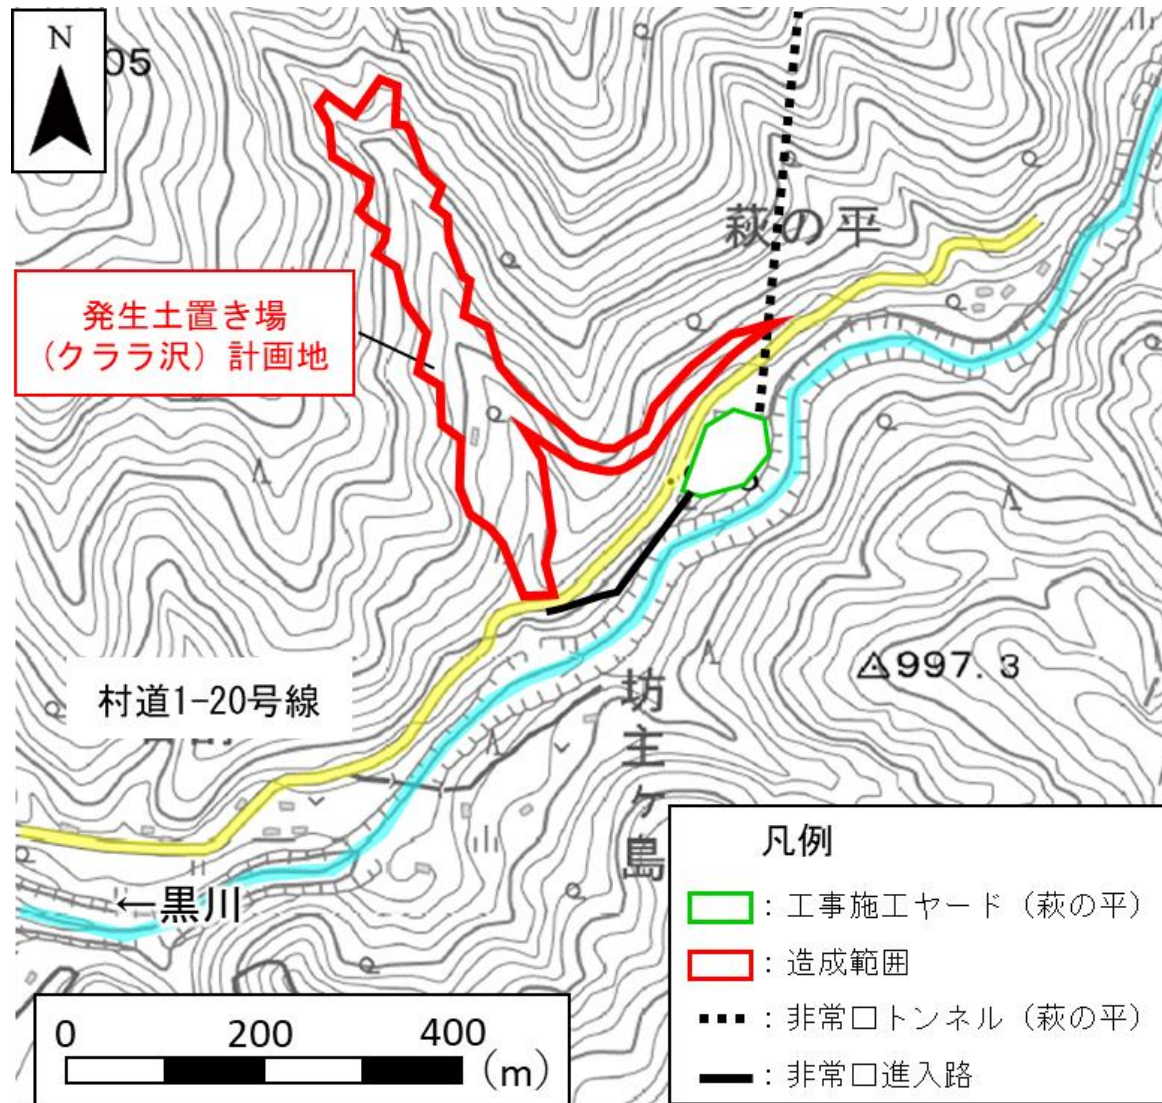 N
05
萩の平
発生土置き場
(クララ沢) 計画地
997.3
村道1-20号線
坊主ヶ島
←黒川
凡例
：工事施工ヤード (萩の平)
：造成範囲
：非常口トンネル (萩の平)
：非常口進入路
0 200 400
(m)